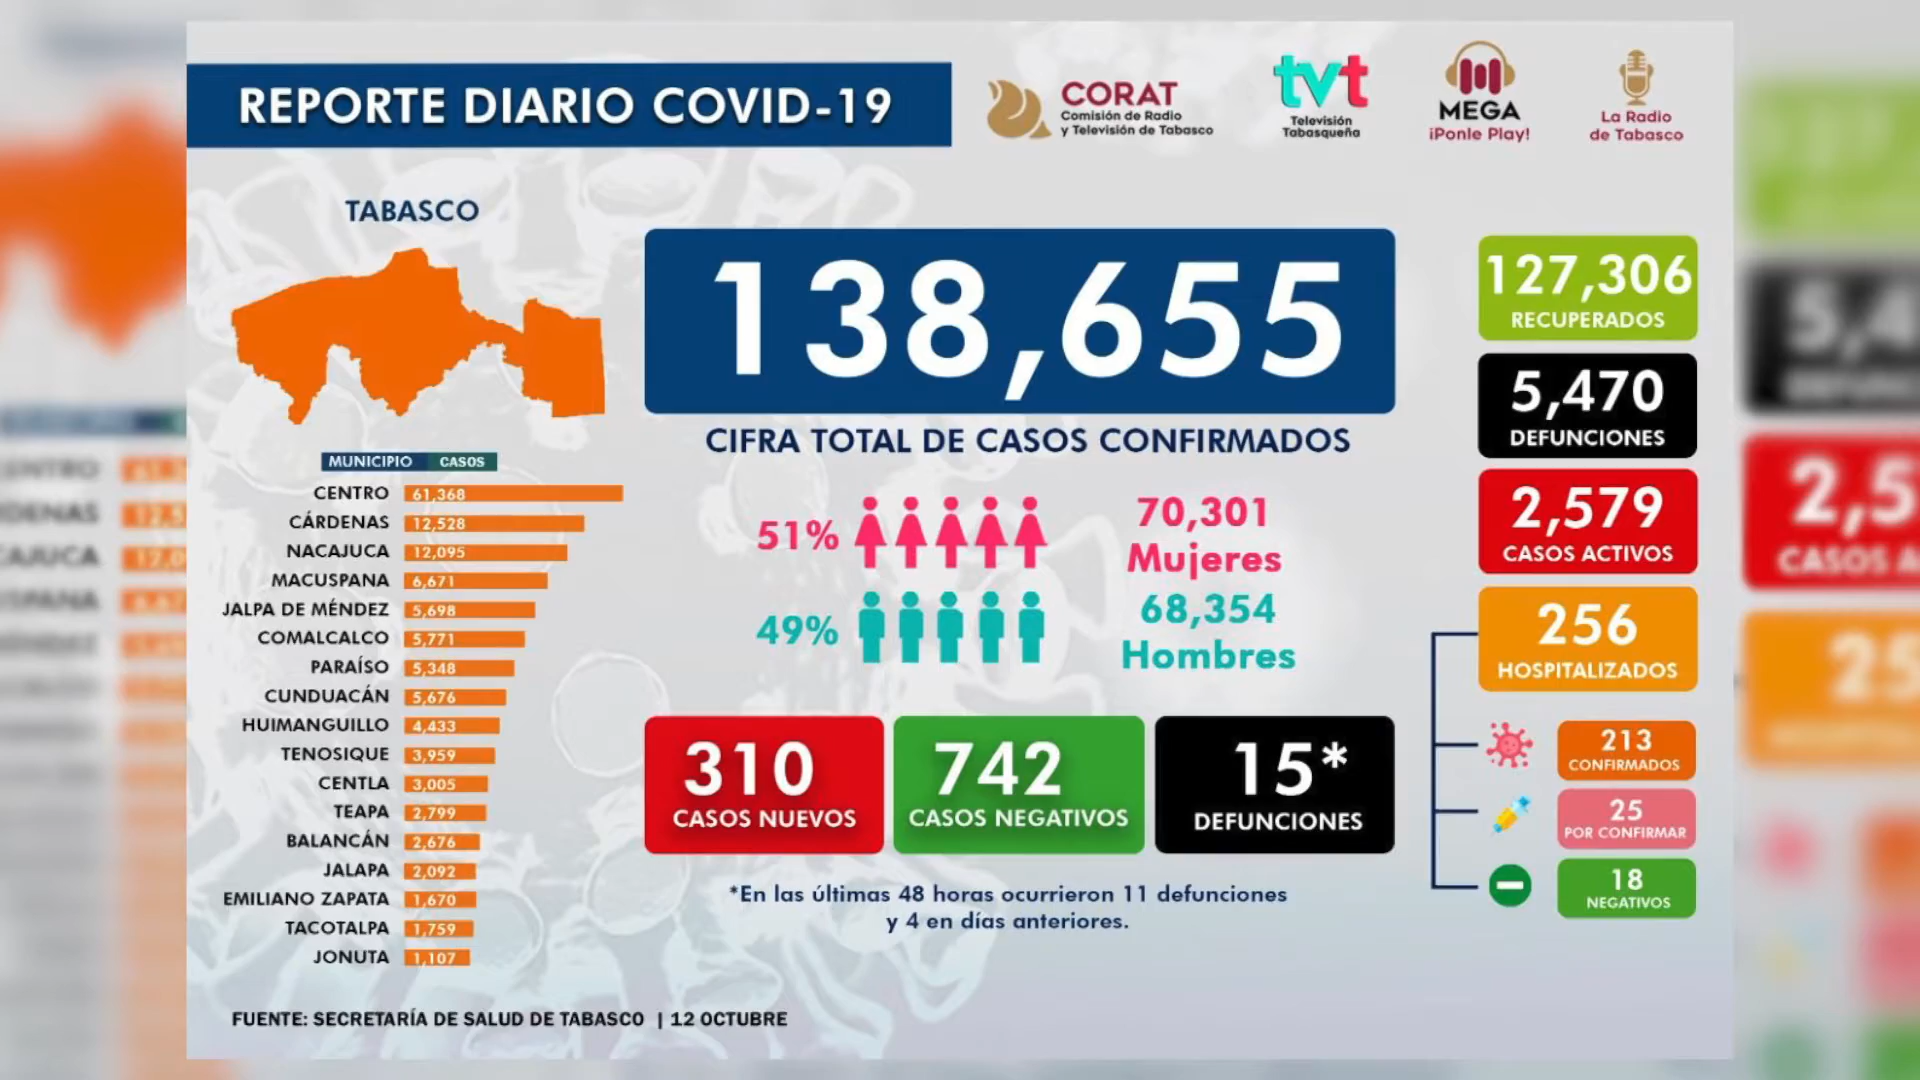 REPORTE DIARIO COVID-19
CORAT
Comisión de Radio
y Televisión de Tabasco
tvt
Televisión
Tabasqueña
MEGA
¡Ponle Play!
La Radio
de Tabasco
TABASCO
MUNICIPIO CASOS
CENTRO 61,368
CÁRDENAS 12,528
NACAJUCA 12,095
MACUSPANA 6,671
JALPA DE MÉNDEZ 5,698
COMALCALCO 5,771
PARAÍSO 5,348
CUNDUACÁN 5,676
HUIMANGUILLO 4,433
TENOSIQUE 3,959
CENTLA 3,005
TEAPA 2,799
BALANCÁN 2,676
JALAPA 2,092
EMILIANO ZAPATA 1,670
TACOTALPA 1,759
JONUTA 1,107
138,655
CIFRA TOTAL DE CASOS CONFIRMADOS
51%
70,301
Mujeres
49%
68,354
Hombres
310
CASOS NUEVOS
742
CASOS NEGATIVOS
15*
DEFUNCIONES
*En las últimas 48 horas ocurrieron 11 defunciones
y 4 en días anteriores.
127,306
RECUPERADOS
5,470
DEFUNCIONES
2,579
CASOS ACTIVOS
256
HOSPITALIZADOS
213
CONFIRMADOS
25
POR CONFIRMAR
18
NEGATIVOS
FUENTE: SECRETARÍA DE SALUD DE TABASCO | 12 OCTUBRE